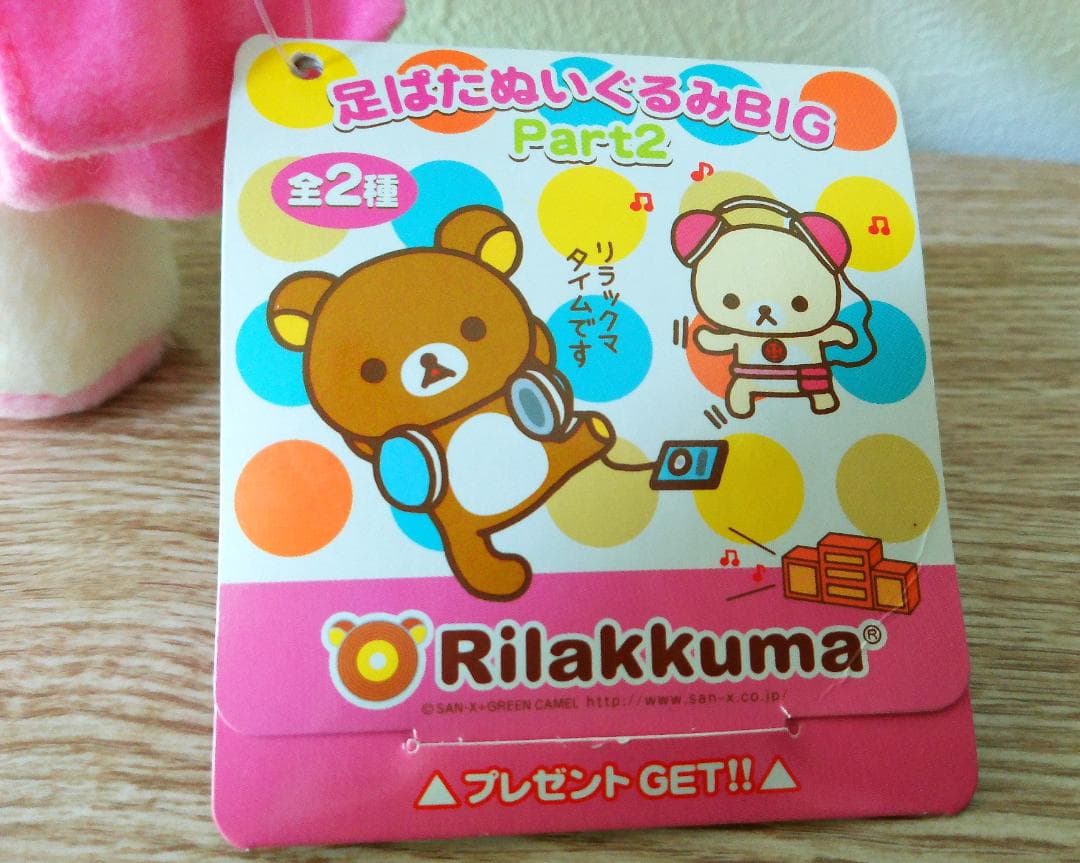 足ぱたぬいぐるみBIG
Part2
全2種
リラックマ
タイムです
Rilakkuma®
©SAN-X+GREEN CAMEL http://www.san-x.co.jp/
▲プレゼントGET!!▲